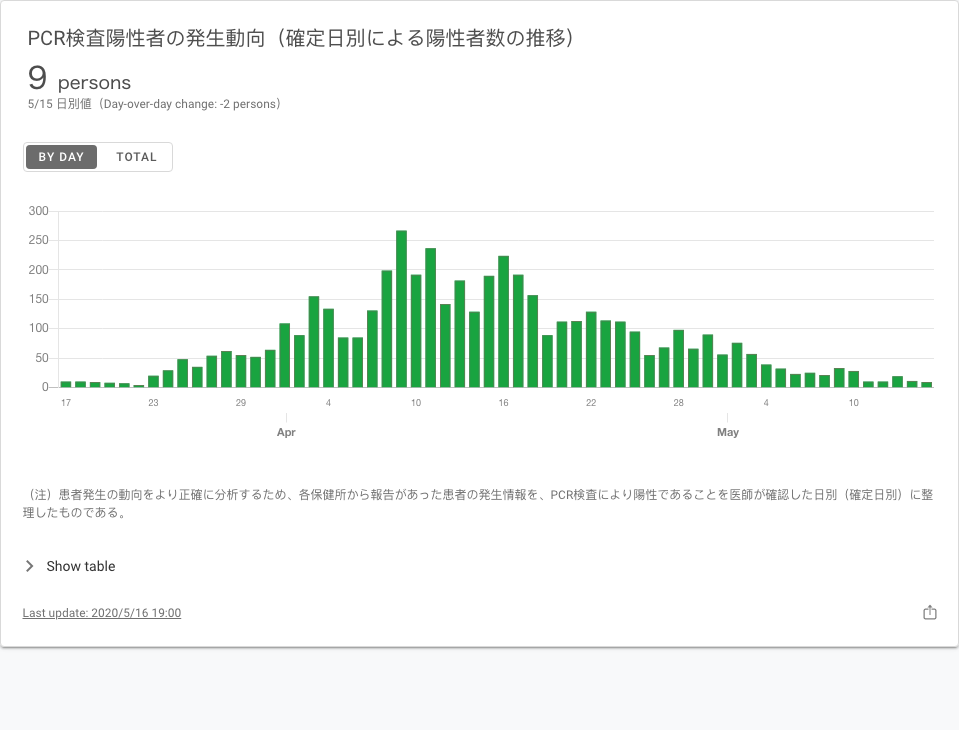 PCR検査陽性者の発生動向（確定日別による陽性者数の推移）
9 persons
5/15 日別値（Day-over-day change: -2 persons）
BY DAY TOTAL
300
250
200
150
100
50
0
17 23 29 4 10 16 22 28 4 10
Apr May
（注）患者発生の動向をより正確に分析するため、各保健所から報告があった患者の発生情報を、PCR検査により陽性であることを医師が確認した日別（確定日別）に整
理したものである。
Show table
Last update: 2020/5/16 19:00